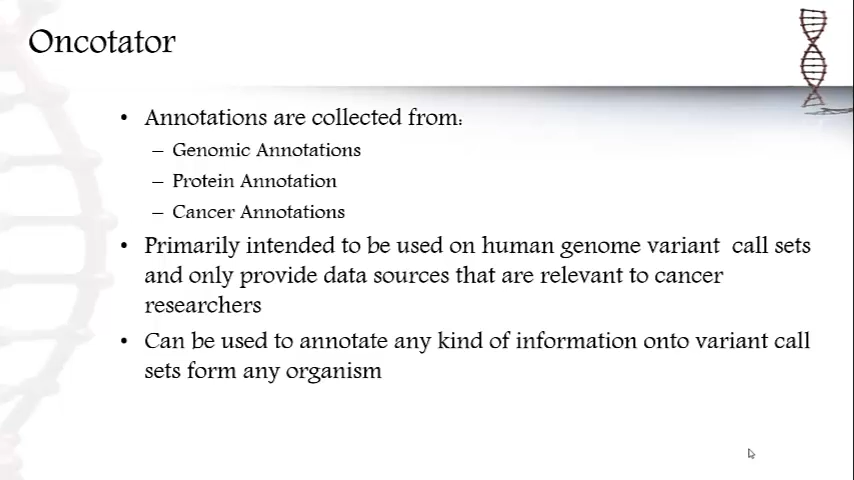 Oncotator
• Annotations are collected from:
– Genomic Annotations
– Protein Annotation
– Cancer Annotations
• Primarily intended to be used on human genome variant call sets
and only provide data sources that are relevant to cancer
researchers
• Can be used to annotate any kind of information onto variant call
sets form any organism